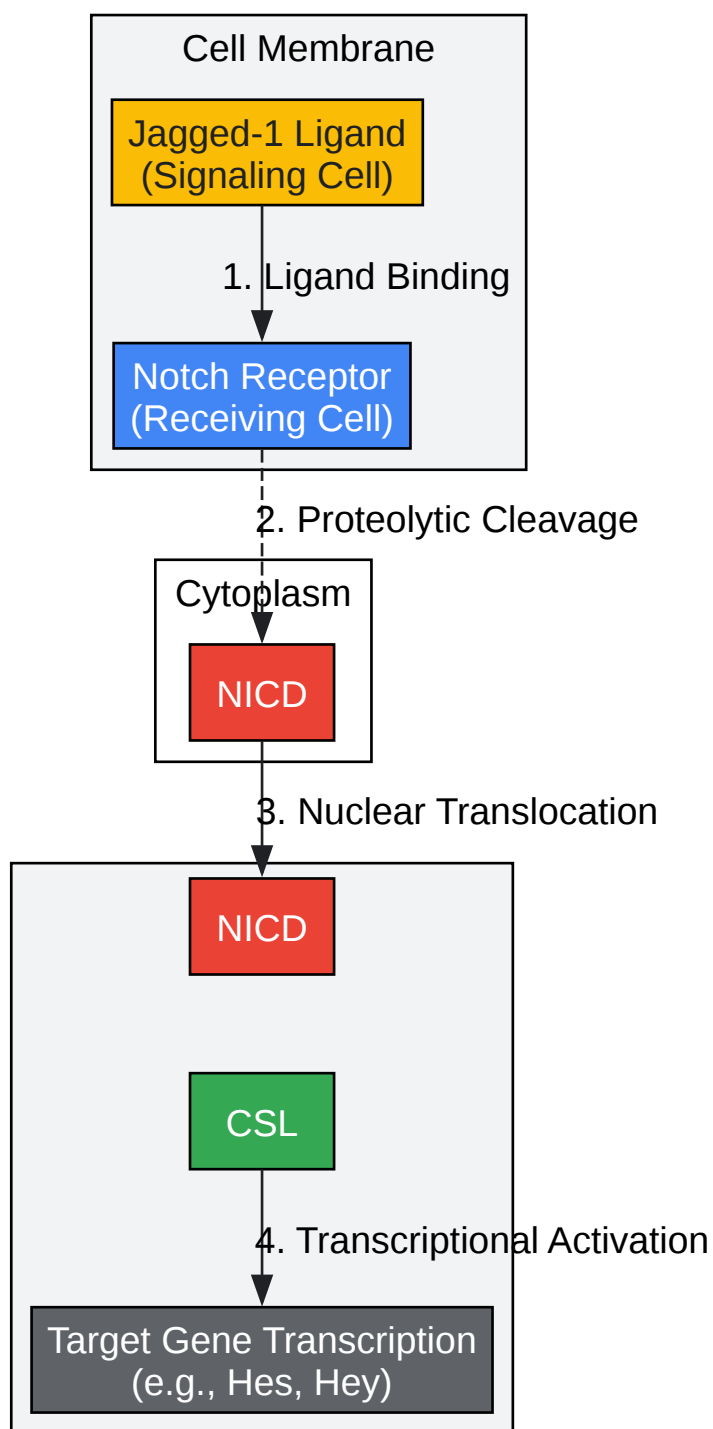 Cell Membrane
Jagged-1 Ligand
(Signaling Cell)
1. Ligand Binding
Notch Receptor
(Receiving Cell)
2. Proteolytic Cleavage
Cytoplasm
NICD
3. Nuclear Translocation
NICD
CSL
4. Transcriptional Activation
Target Gene Transcription
(e.g., Hes, Hey)